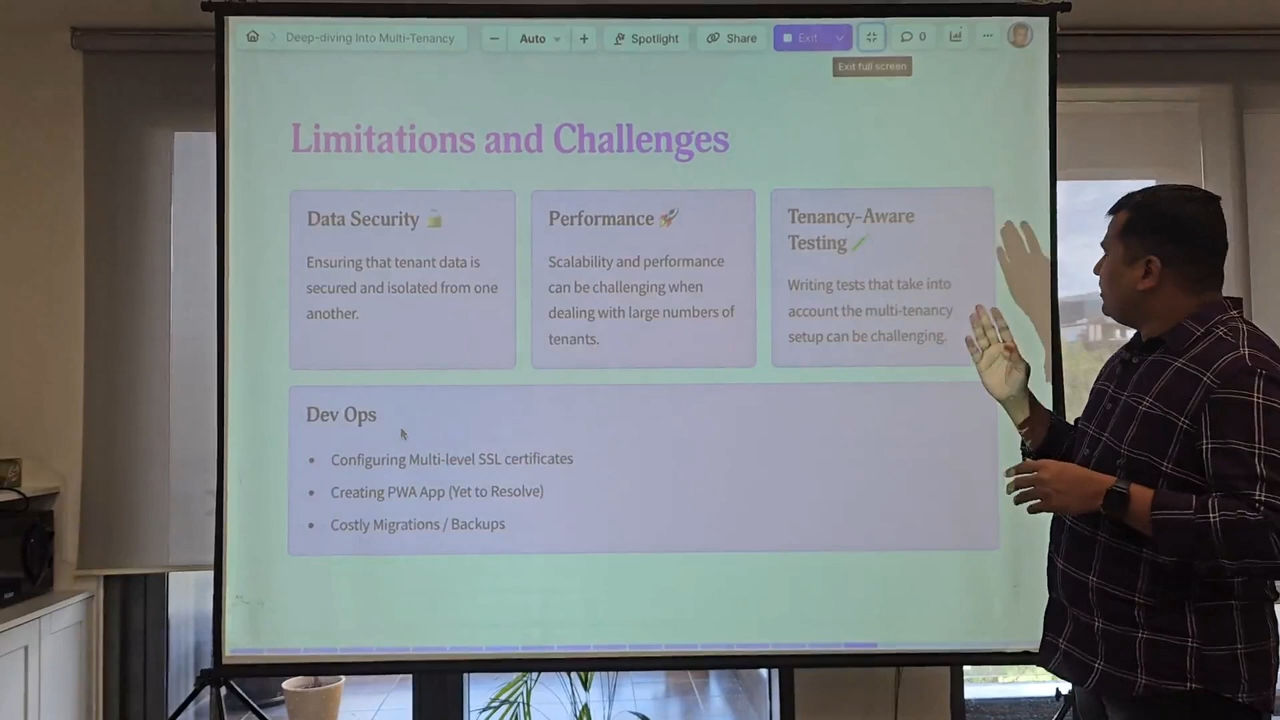 Deep-diving Into Multi-Tenancy
Auto
Spotlight
Share
Exit
0
Exit full screen
Limitations and Challenges
Data Security
Ensuring that tenant data is
secured and isolated from one
another.
Performance
Scalability and performance
can be challenging when
dealing with large numbers of
tenants.
Tenancy-Aware
Testing
Writing tests that take into
account the multi-tenancy
setup can be challenging.
Dev Ops
Configuring Multi-level SSL certificates
Creating PWA App (Yet to Resolve)
Costly Migrations / Backups